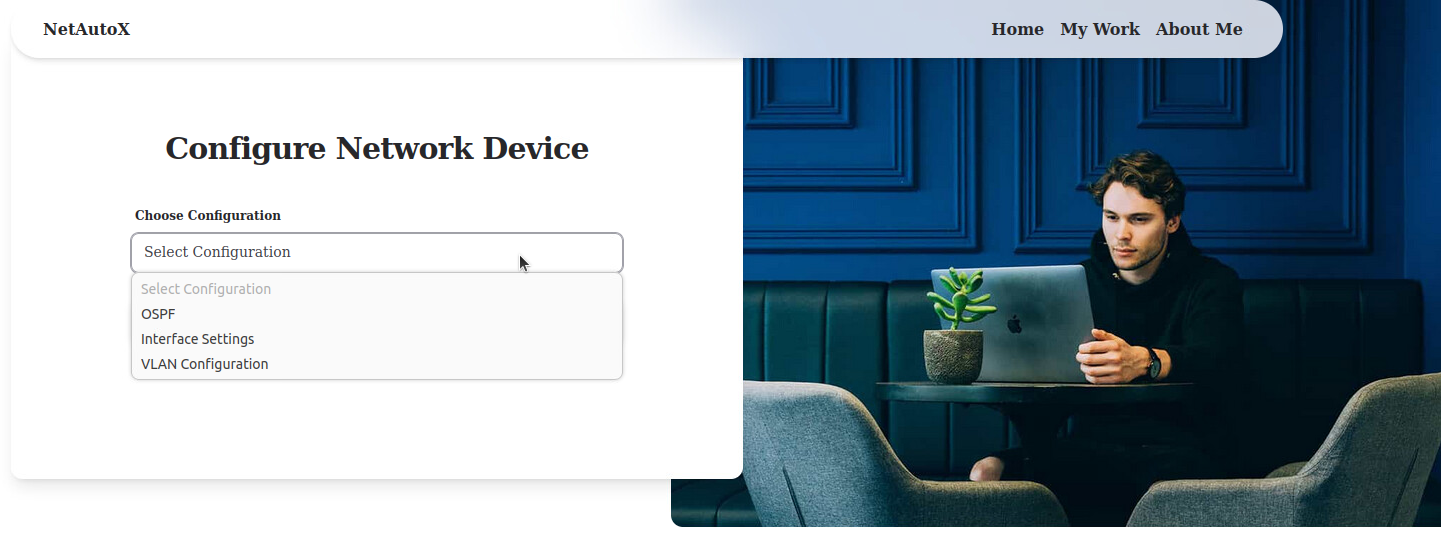 NetAutoX
Home My Work About Me
Configure Network Device
Choose Configuration
Select Configuration
Select Configuration
OSPF
Interface Settings
VLAN Configuration